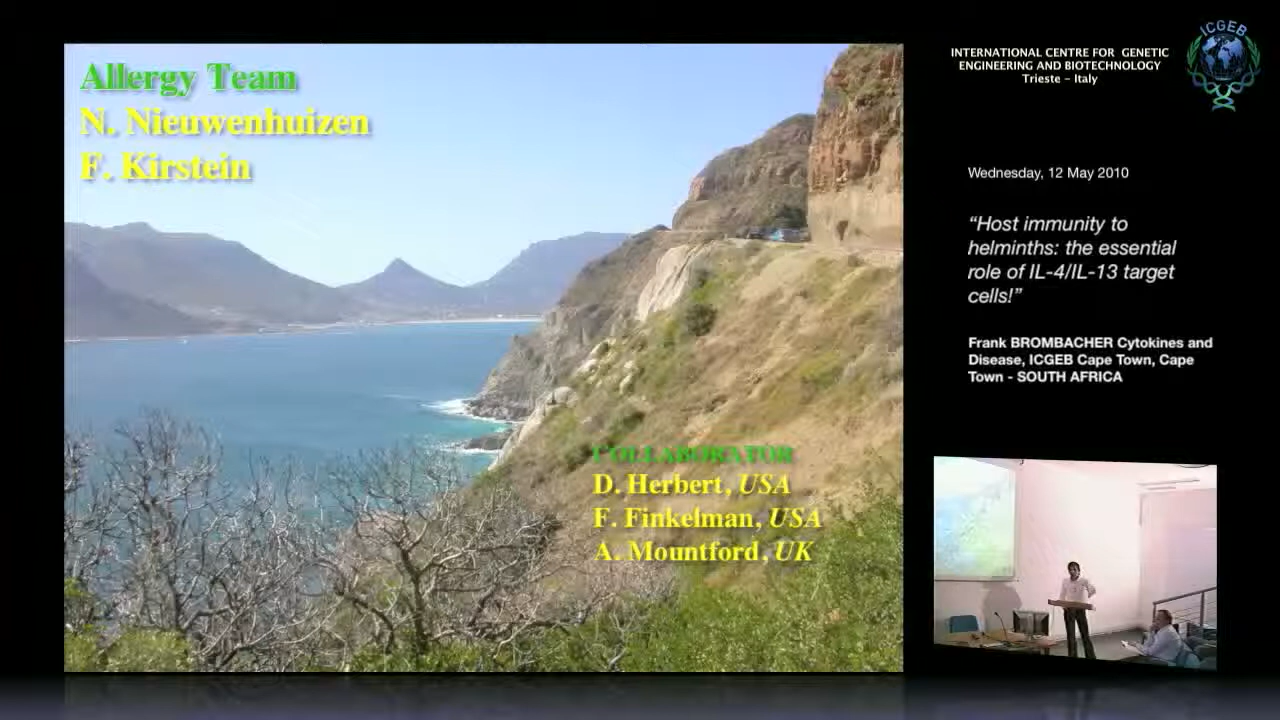 Allergy Team
N. Nieuwenhuizen
F. Kirstein
COLLABORATOR
D. Herbert, USA
F. Finkelman, USA
A. Mountford, UK
INTERNATIONAL CENTRE FOR GENETIC
ENGINEERING AND BIOTECHNOLOGY
Trieste - Italy
ICGEB
Wednesday, 12 May 2010
“Host immunity to
helminths: the essential
role of IL-4/IL-13 target
cells!”
Frank BROMBACHER Cytokines and
Disease, ICGEB Cape Town, Cape
Town - SOUTH AFRICA